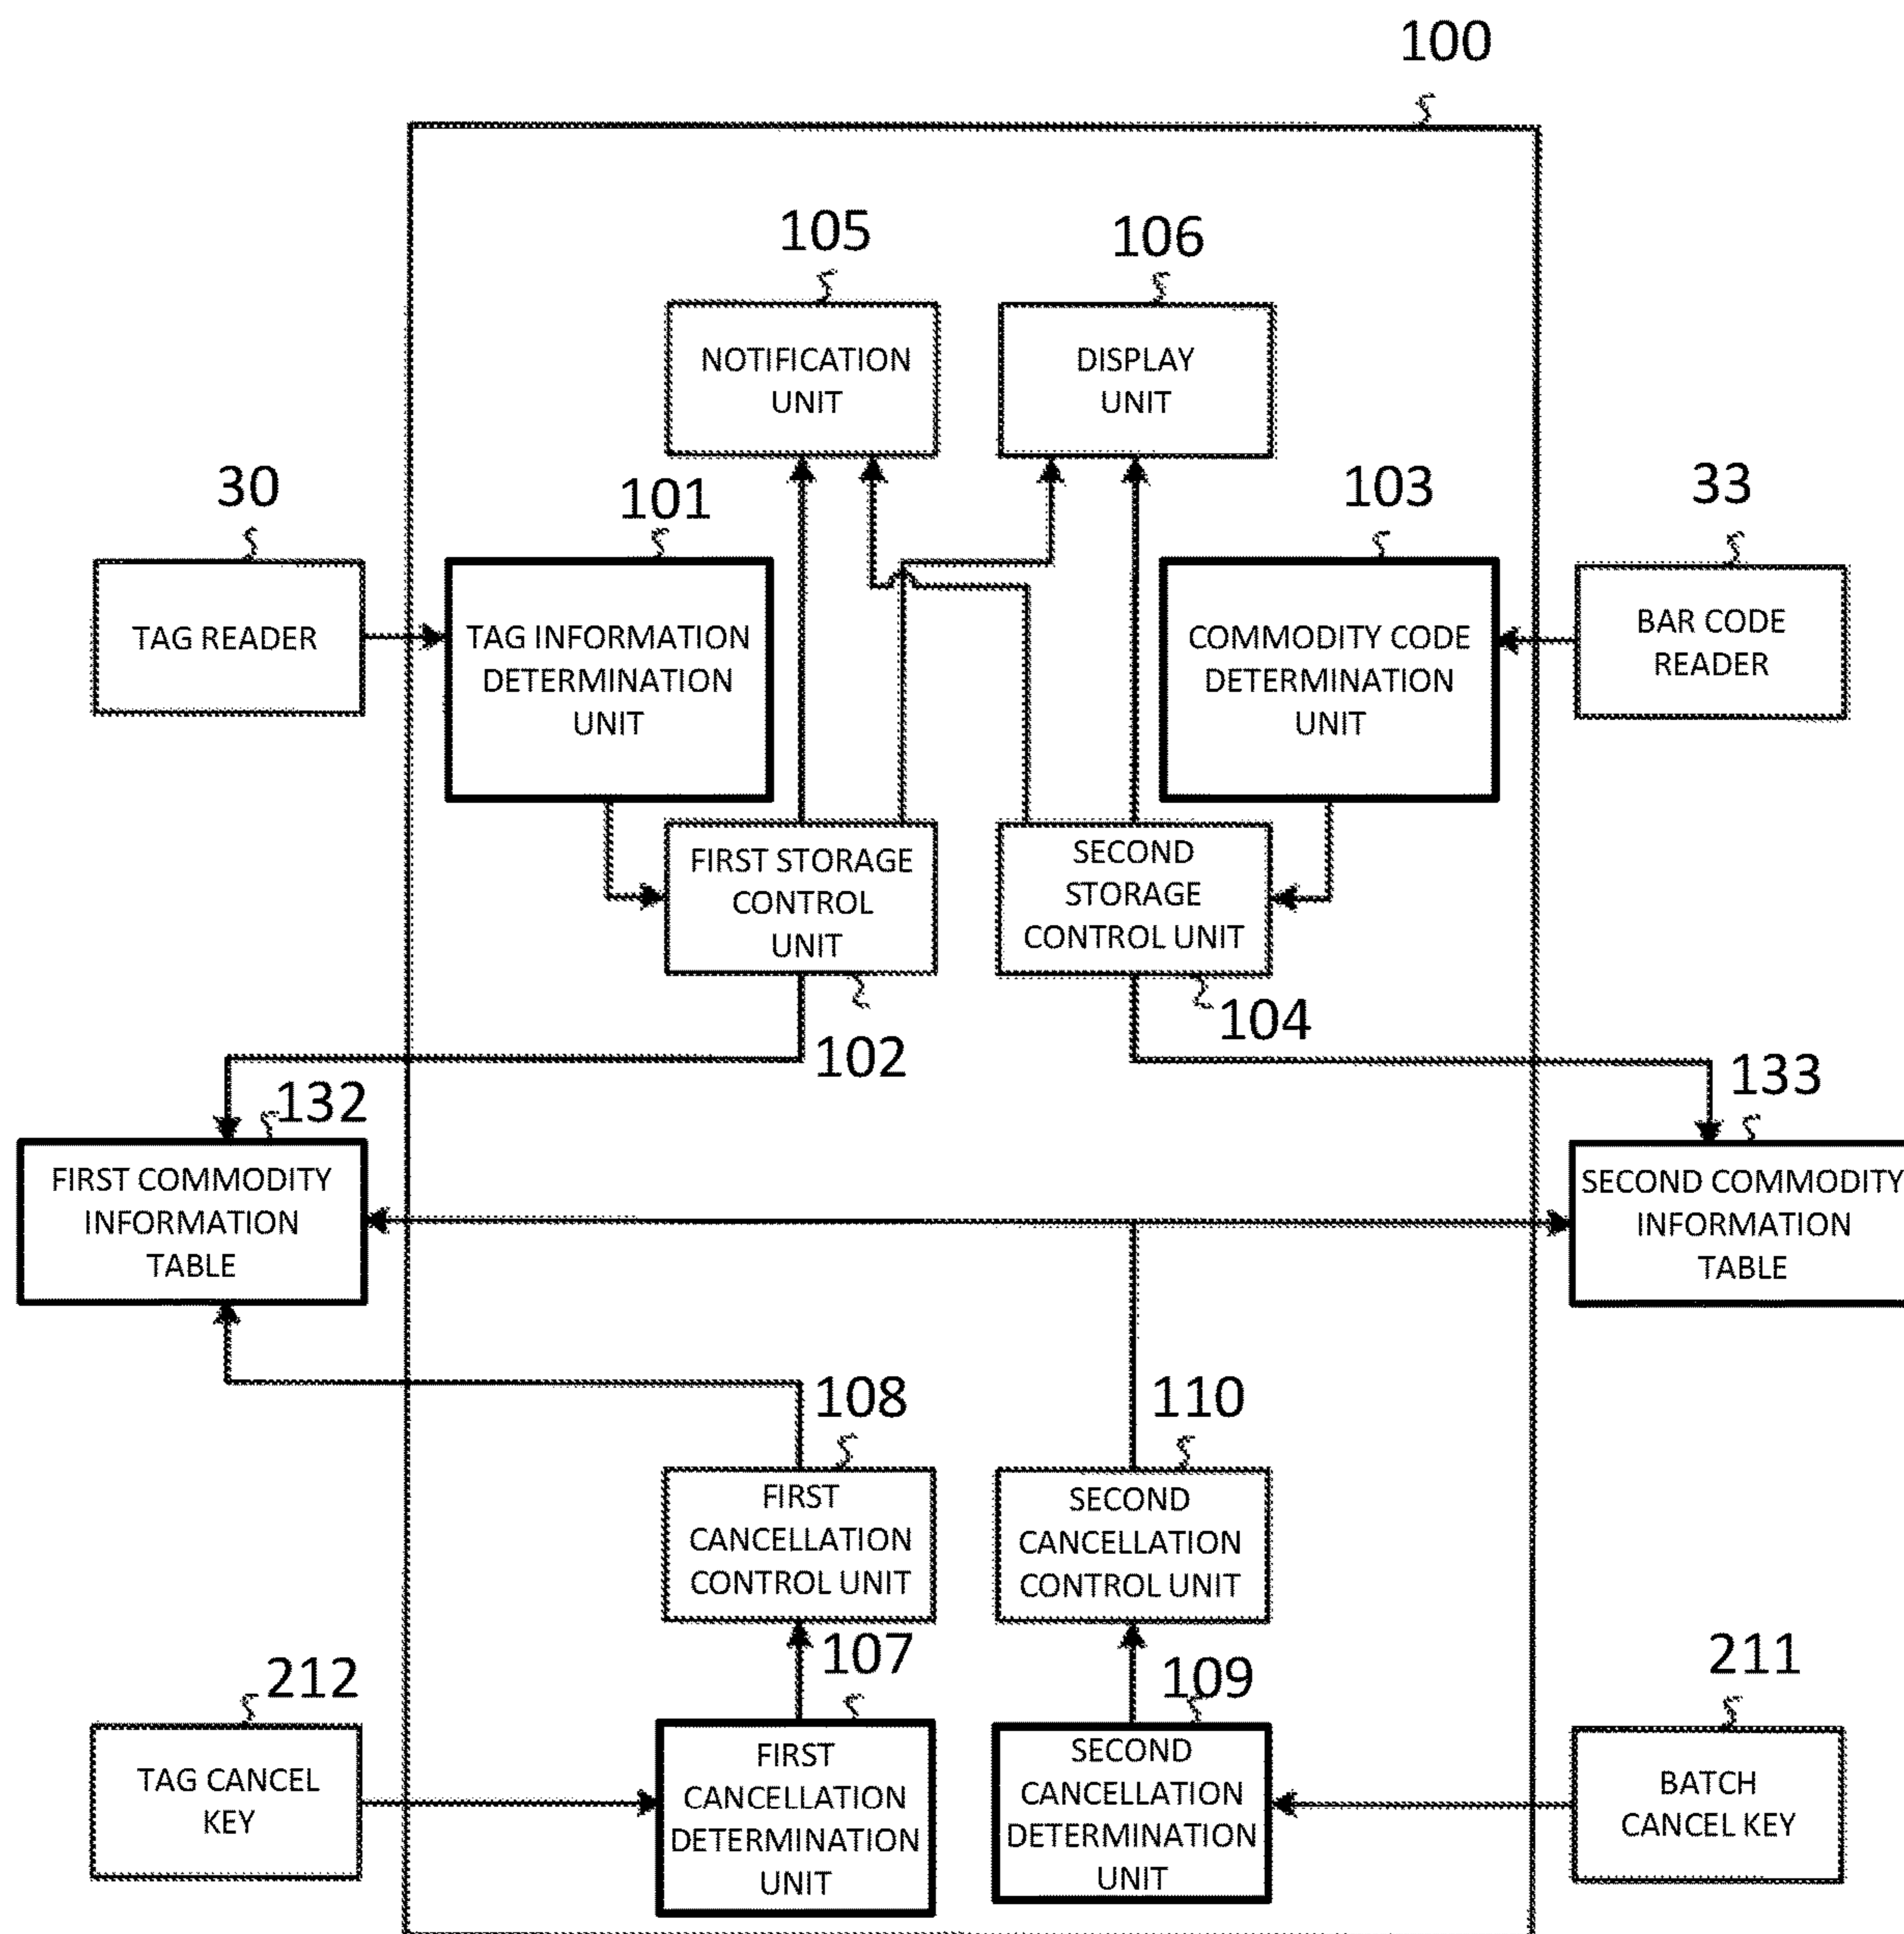 100
105
106
NOTIFICATION
UNIT
DISPLAY
UNIT
30
101
103
33
TAG READER
TAG INFORMATION
DETERMINATION
UNIT
COMMODITY CODE
DETERMINATION
UNIT
BAR CODE
READER
FIRST STORAGE
CONTROL
UNIT
SECOND
STORAGE
CONTROL UNIT
102
104
132
133
FIRST COMMODITY
INFORMATION
TABLE
SECOND COMMODITY
INFORMATION
TABLE
108
110
FIRST
CANCELLATION
CONTROL UNIT
SECOND
CANCELLATION
CONTROL UNIT
212
107
109
211
TAG CANCEL
KEY
FIRST
CANCELLATION
DETERMINATION
UNIT
SECOND
CANCELLATION
DETERMINATION
UNIT
BATCH
CANCEL KEY